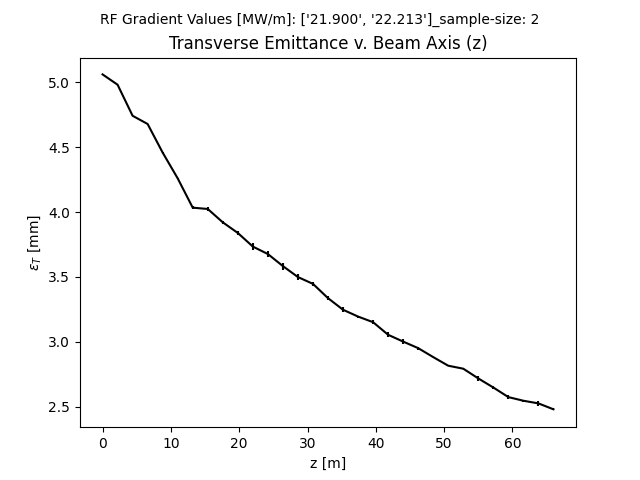 RF Gradient Values [MW/m]: ['21.900', '22.213']_sample-size: 2
Transverse Emittance v. Beam Axis (z)
5.0
4.5
4.0
3.5
3.0
2.5
ε_T [mm]
0 10 20 30 40 50 60
z [m]